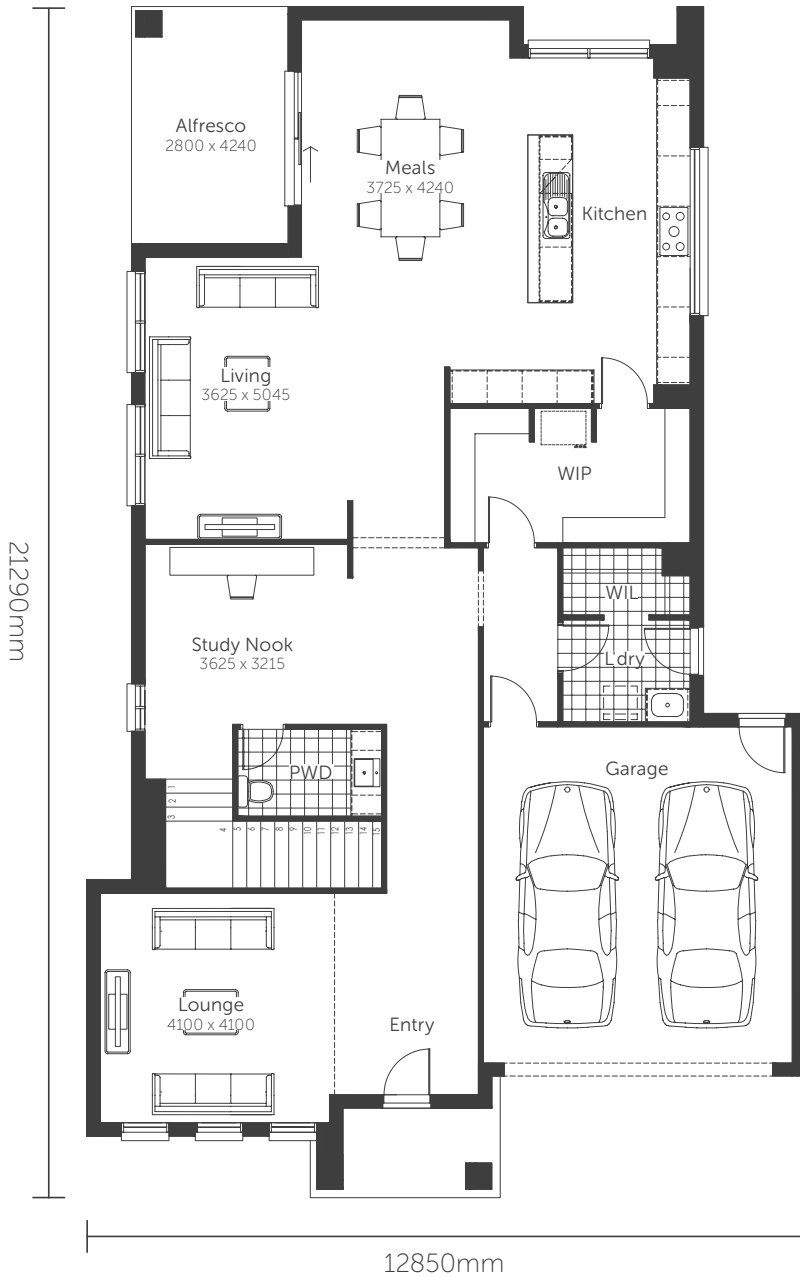 Alfresco
2800 x 4240
Meals
3725 x 4240
Kitchen
Living
3625 x 5045
WIP
21290mm
WIL
Study Nook
3625 x 3215
L'dry
PWD
Garage
1
2
3
4 5 6 7 8 9 10 11 12 13 14 15
Lounge
4100 x 4100
Entry
12850mm